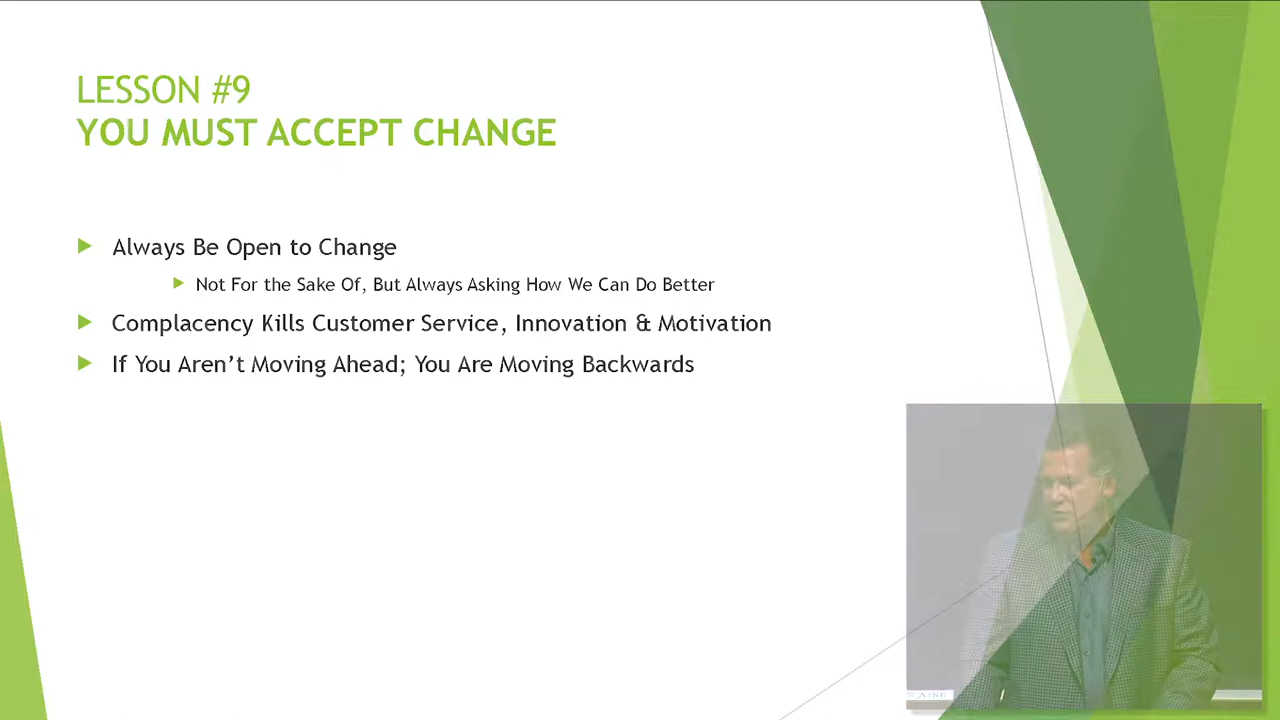 LESSON #9
YOU MUST ACCEPT CHANGE
Always Be Open to Change
Not For the Sake Of, But Always Asking How We Can Do Better
Complacency Kills Customer Service, Innovation & Motivation
If You Aren’t Moving Ahead; You Are Moving Backwards